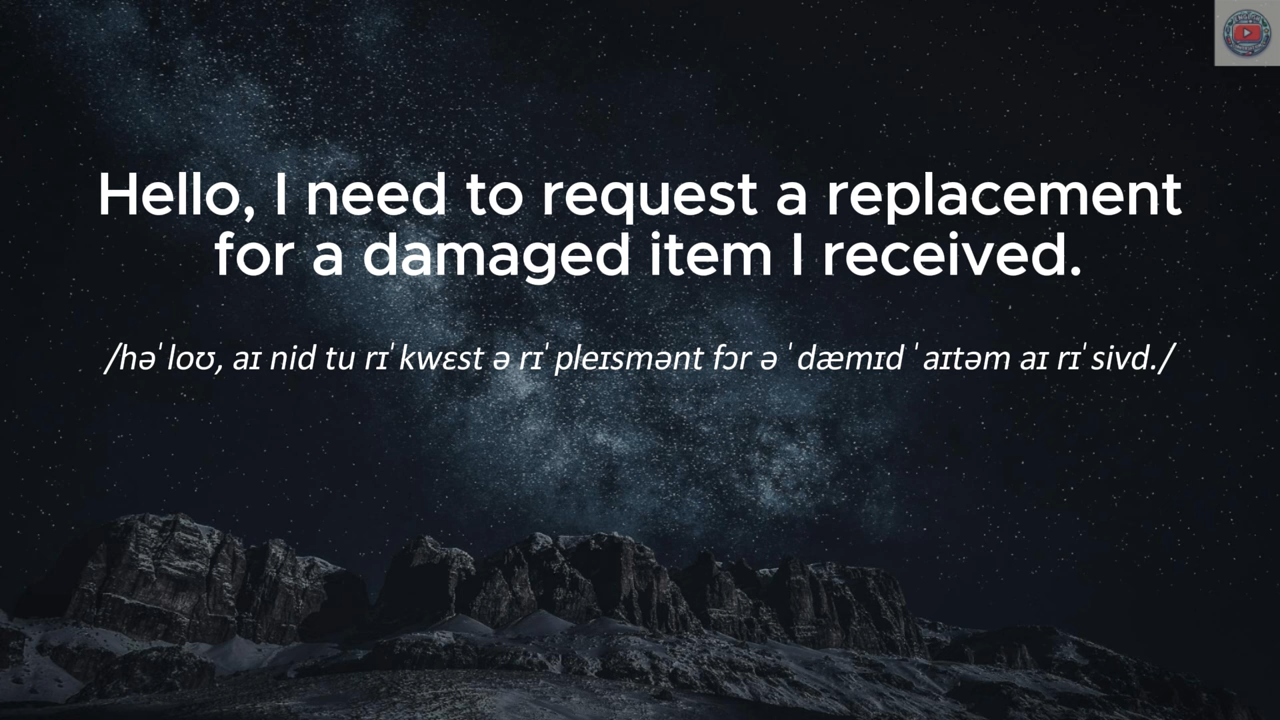 Hello, I need to request a replacement
for a damaged item I received.
/həˈloʊ, aɪ nid tu rɪˈkwɛst ə rɪˈpleɪsmənt fɔr ə ˈdæmɪd ˈaɪtəm aɪ rɪˈsivd./